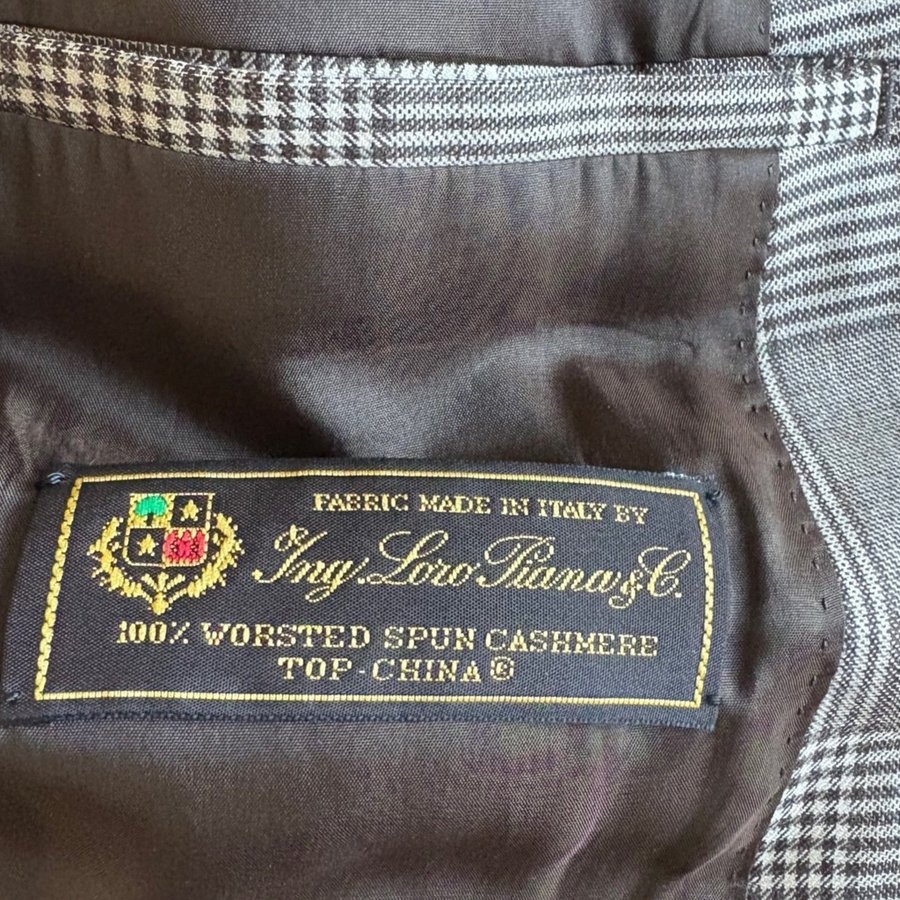 FABRIC MADE IN ITALY BY
Ing. Loro Piana & C.
100% WORSTED SPUN CASHMERE
TOP-CHINA ®